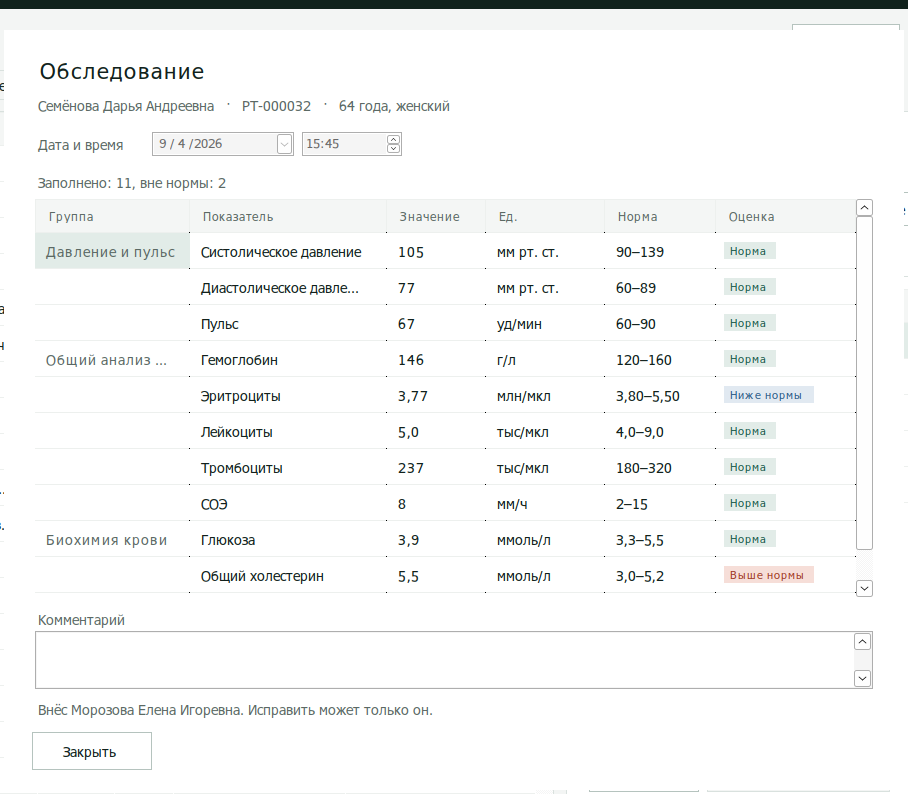 Обследование
Семёнова Дарья Андреевна · РТ-000032 · 64 года, женский
Дата и время 9 / 4 /2026 15:45
Заполнено: 11, вне нормы: 2
Группа Показатель Значение Ед. Норма Оценка
Давление и пульс Систолическое давление 105 мм рт. ст. 90–139 Норма
Диастолическое давле... 77 мм рт. ст. 60–89 Норма
Пульс 67 уд/мин 60–90 Норма
Общий анализ ... Гемоглобин 146 г/л 120–160 Норма
Эритроциты 3,77 млн/мкл 3,80–5,50 Ниже нормы
Лейкоциты 5,0 тыс/мкл 4,0–9,0 Норма
Тромбоциты 237 тыс/мкл 180–320 Норма
СОЭ 8 мм/ч 2–15 Норма
Биохимия крови Глюкоза 3,9 ммоль/л 3,3–5,5 Норма
Общий холестерин 5,5 ммоль/л 3,0–5,2 Выше нормы
Комментарий
Внёс Морозова Елена Игоревна. Исправить может только он.
Закрыть